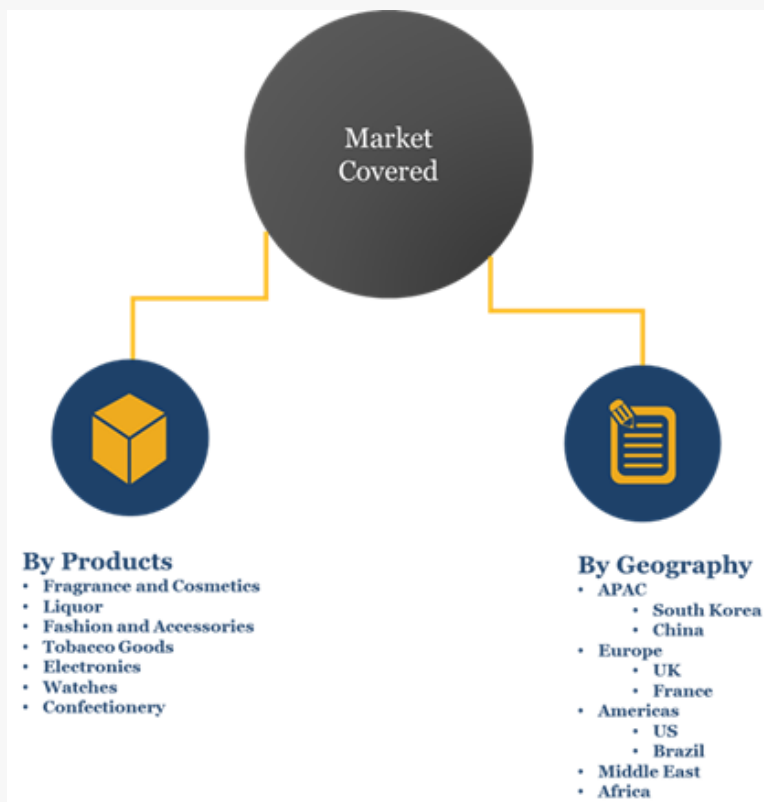 Market
Covered
By Products
• Fragrance and Cosmetics
• Liquor
• Fashion and Accessories
• Tobacco Goods
• Electronics
• Watches
• Confectionery
By Geography
• APAC
• South Korea
• China
• Europe
• UK
• France
• Americas
• US
• Brazil
• Middle East
• Africa